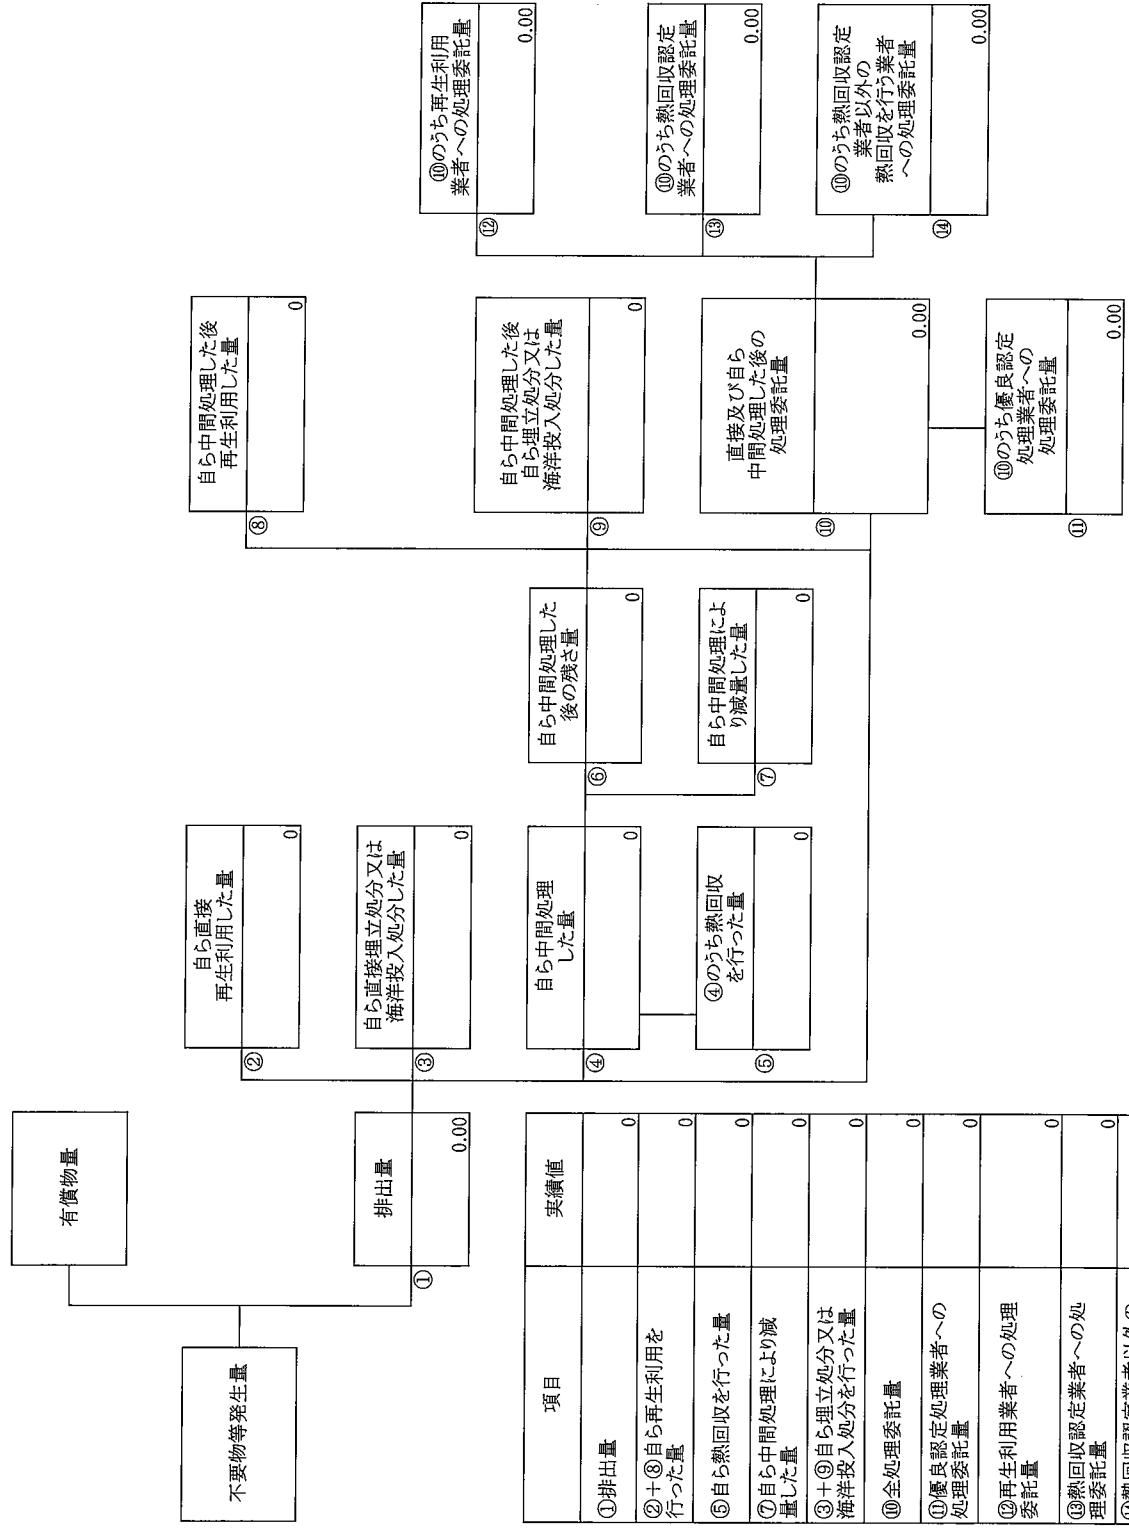 不要物等発生量
有償物量
①
排出量
0.00
②
自ら直接
再生利用した量
0
③
自ら直接埋立処分又は
海洋投入処分した量
0
④
自ら中間処理
した量
0
⑤
④のうち熱回収
を行った量
0
⑥
自ら中間処理した
後の残さ量
0
⑦
自ら中間処理によ
り減量した量
0
⑧
自ら中間処理した後
再生利用した量
0
⑨
自ら中間処理した後
自ら埋立処分又は
海洋投入処分した量
0
⑩
直接及び自ら
中間処理した後の
処理委託量
0.00
⑪
⑩のうち優良認定
処理業者への
処理委託量
0.00
⑫
⑩のうち再生利用
業者への処理委託量
0.00
⑬
⑩のうち熱回収認定
業者への処理委託量
0.00
⑭
⑩のうち熱回収認定
業者以外の
熱回収を行う業者
への処理委託量
0.00
項目
実績値
①排出量
0
②+⑧自ら再生利用を
行った量
0
⑤自ら熱回収を行った量
0
⑦自ら中間処理により減
量した量
0
③+⑨自ら埋立処分又は
海洋投入処分を行った量
0
⑩全処理委託量
0
⑪優良認定処理業者への
処理委託量
0
⑫再生利用業者への処理
委託量
0
⑬熱回収認定業者への処
理委託量
0